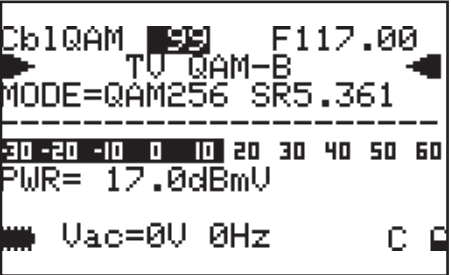 CblQAM 99 F117.00
TV QAM-B
MODE=QAM256 SR5.361
-30 -20 -10 0 10 20 30 40 50 60
PWR= 17.0dBmV
Vac=0V 0Hz C